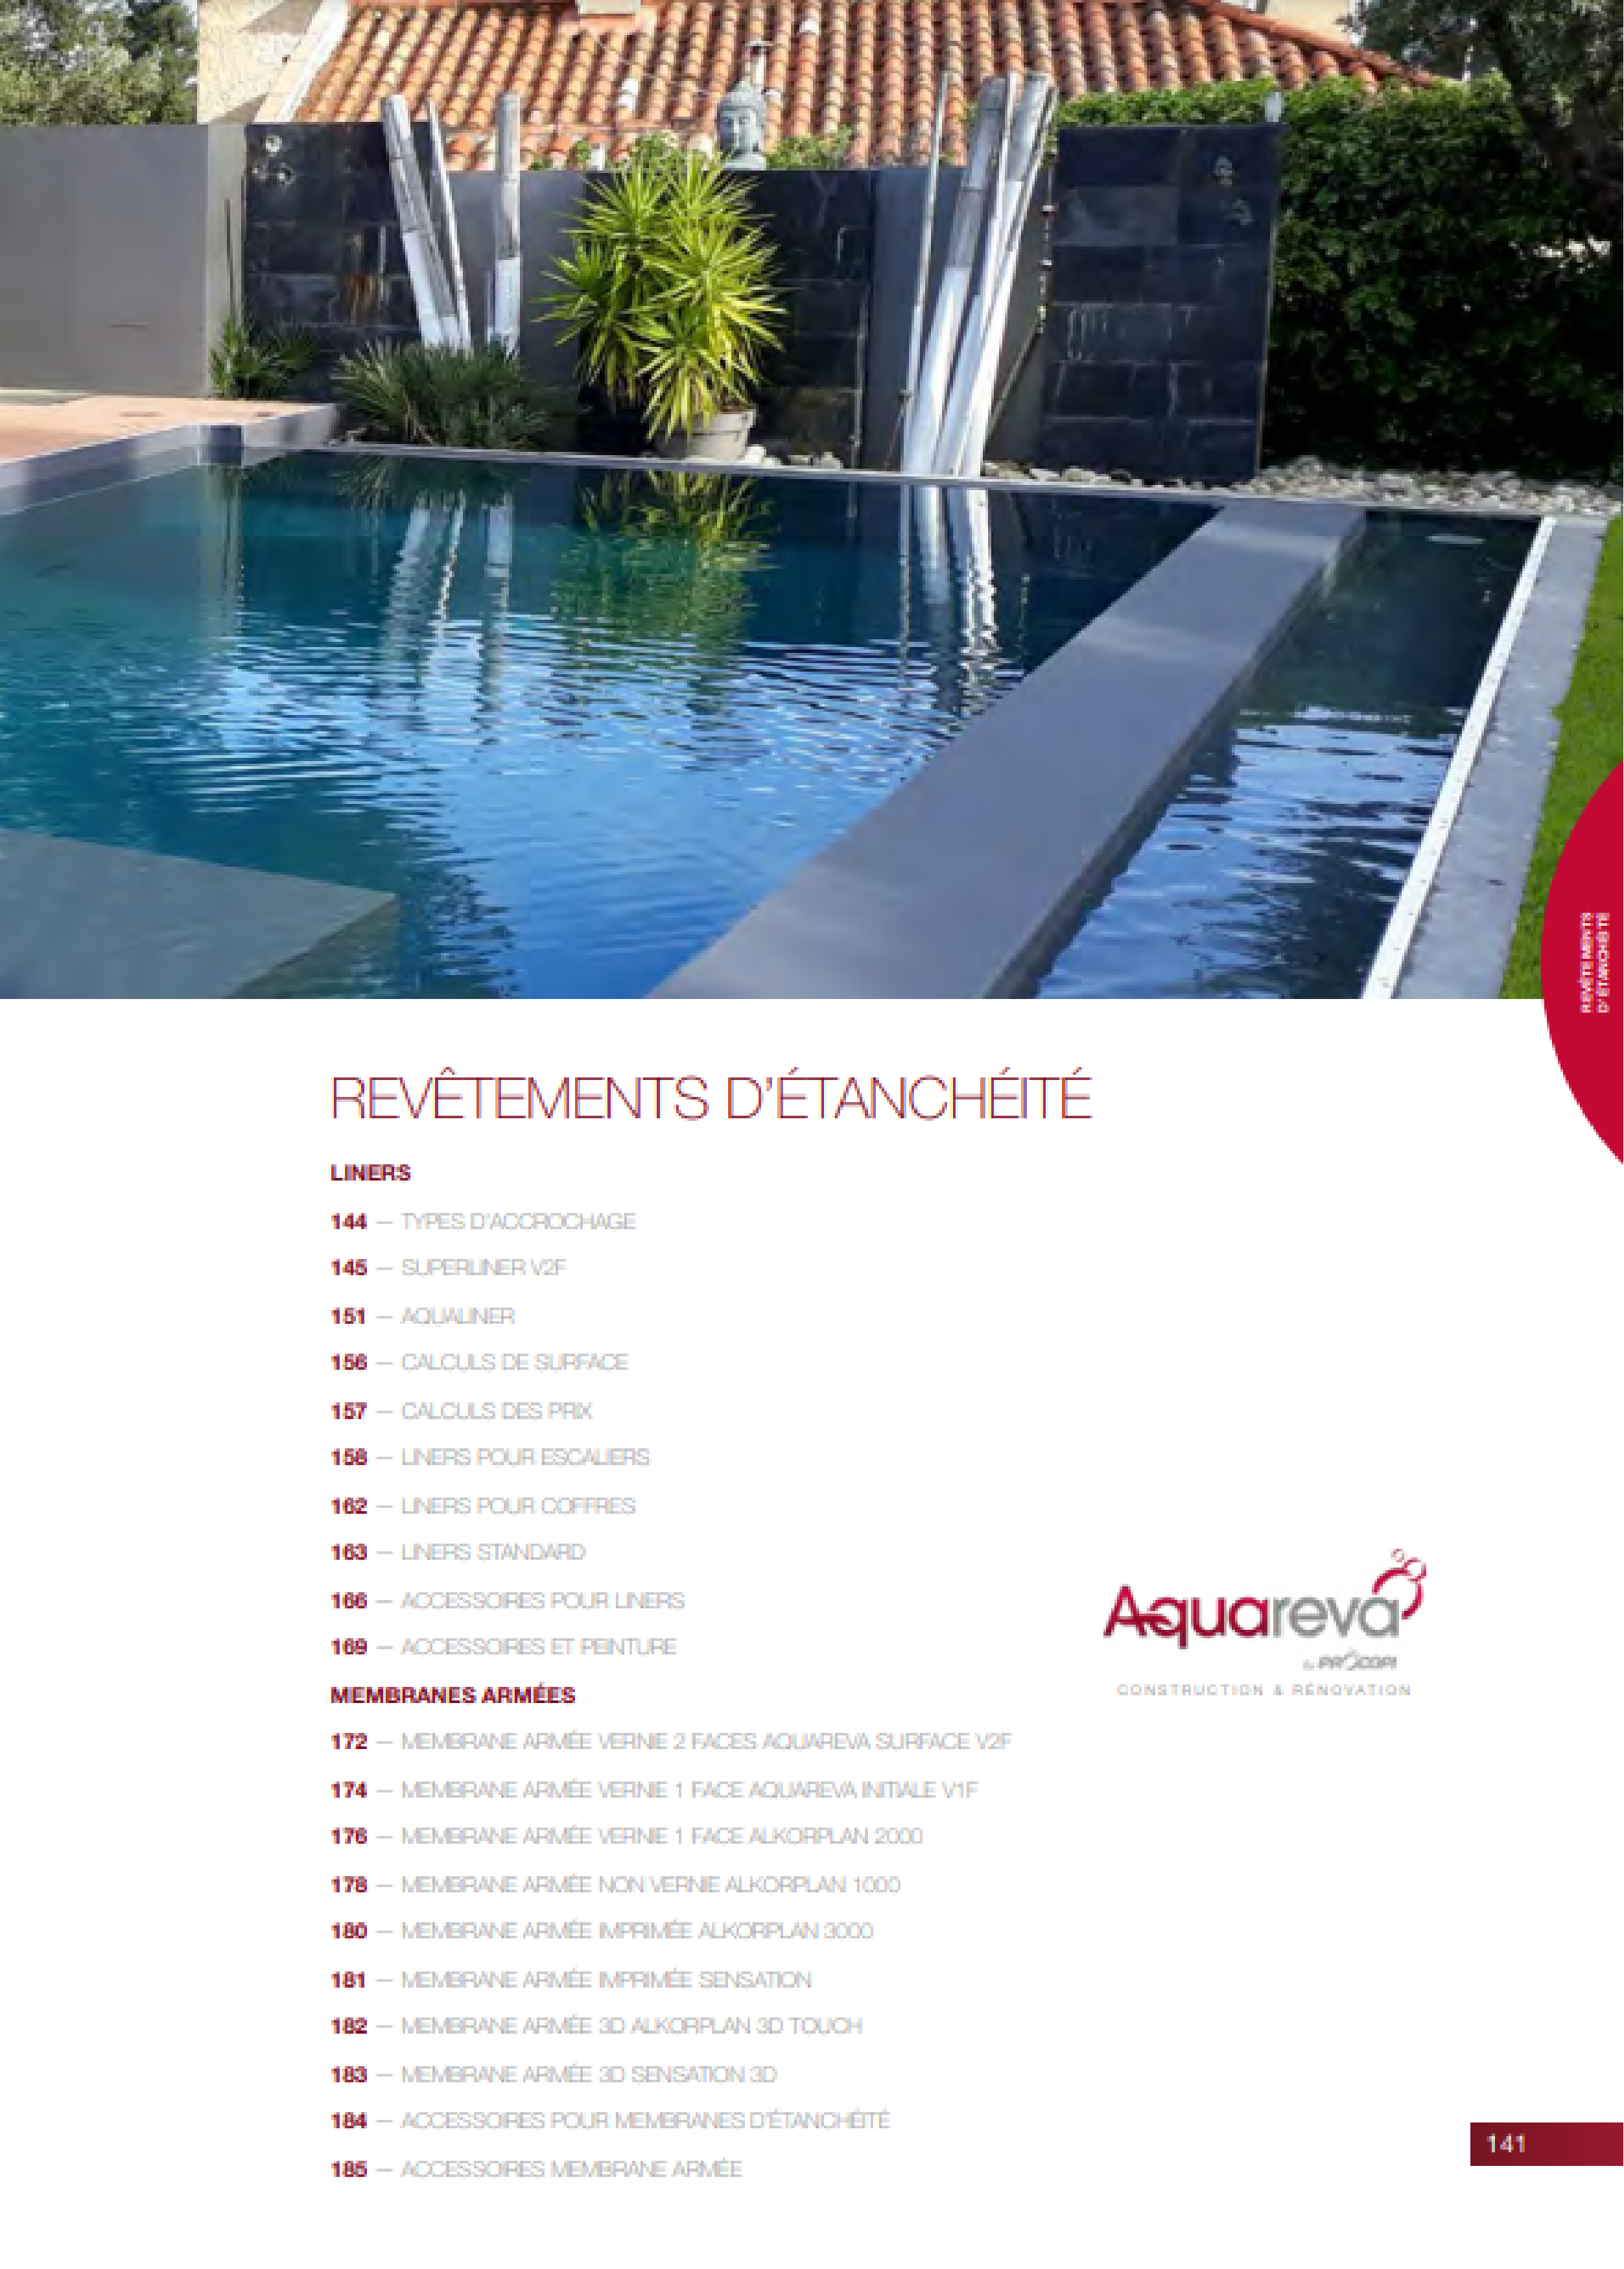 REVÊTEMENTS
D'ÉTANCHÉITÉ
REVÊTEMENTS D'ÉTANCHÉITÉ
LINERS
144 — TYPES D'ACCROCHAGE
145 — SUPERLINER V2F
151 — AQUALINER
156 — CALCULS DE SURFACE
157 — CALCULS DES PRIX
158 — LINERS POUR ESCALIERS
162 — LINERS POUR COFFRES
163 — LINERS STANDARD
166 — ACCESSOIRES POUR LINERS
169 — ACCESSOIRES ET PEINTURE
MEMBRANES ARMÉES
172 — MEMBRANE ARMÉE VERNIE 2 FACES AQUAREVA SURFACE V2F
174 — MEMBRANE ARMÉE VERNIE 1 FACE AQUAREVA INITIALE V1F
176 — MEMBRANE ARMÉE VERNIE 1 FACE ALKORPLAN 2000
178 — MEMBRANE ARMÉE NON VERNIE ALKORPLAN 1000
180 — MEMBRANE ARMÉE IMPRIMÉE ALKORPLAN 3000
181 — MEMBRANE ARMÉE IMPRIMÉE SENSATION
182 — MEMBRANE ARMÉE 3D ALKORPLAN 3D TOUCH
183 — MEMBRANE ARMÉE 3D SENSATION 3D
184 — ACCESSOIRES POUR MEMBRANES D'ÉTANCHÉITÉ
185 — ACCESSOIRES MEMBRANE ARMÉE
Aquareva
PROCOPI
CONSTRUCTION & RÉNOVATION
141